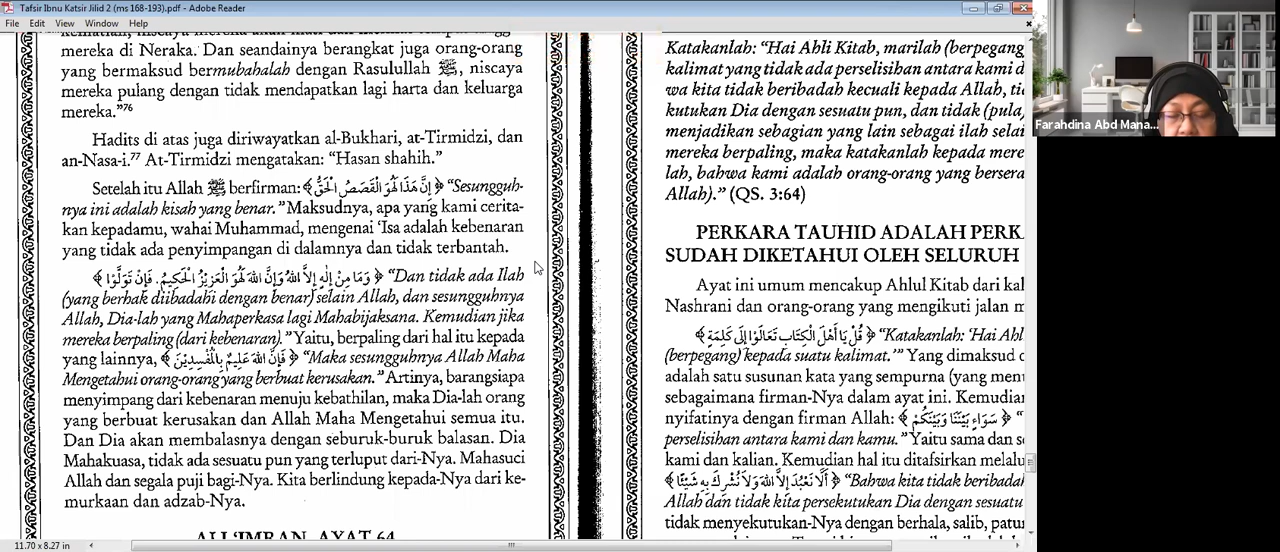 Tafsir Ibnu Katsir Jilid 2 (ms 168-193).pdf - Adobe Reader
File Edit View Window Help
mereka di Neraka. Dan seandainya berangkat juga orang-orang
yang bermaksud bermubahalah dengan Rasulullah ﷺ, niscaya
mereka pulang dengan tidak mendapatkan lagi harta dan keluarga
mereka."76
Hadits di atas juga diriwayatkan al-Bukhari, at-Tirmidzi, dan
an-Nasa-i.77 At-Tirmidzi mengatakan: "Hasan shahih."
Setelah itu Allah ﷻ berfirman: ﴿ إِنَّ هَذَا لَهُوَ الْقَصَصُ الْحَقُّ ﴾ "Sesungguh-
nya ini adalah kisah yang benar." Maksudnya, apa yang kami cerita-
kan kepadamu, wahai Muhammad, mengenai 'Isa adalah kebenaran
yang tidak ada penyimpangan di dalamnya dan tidak terbantah.
﴿ وَمَا مِنْ إِلَهٍ إِلاَّ اللهُ وَإِنَّ اللهَ لَهُوَ الْعَزِيزُ الْحَكِيمُ. فَإِنْ تَوَلَّوْا ﴾ "Dan tidak ada Ilah
(yang berhak diibadahi dengan benar) selain Allah, dan sesungguhnya
Allah, Dia-lah yang Mahaperkasa lagi Mahabijaksana. Kemudian jika
mereka berpaling (dari kebenaran)." Yaitu, berpaling dari hal itu kepada
yang lainnya, ﴿ فَإِنَّ اللهَ عَلِيمٌ بِالْمُفْسِدِينَ ﴾ "Maka sesungguhnya Allah Maha
Mengetahui orang-orang yang berbuat kerusakan." Artinya, barangsiapa
menyimpang dari kebenaran menuju kebathilan, maka Dia-lah orang
yang berbuat kerusakan dan Allah Maha Mengetahui semua itu.
Dan Dia akan membalasnya dengan seburuk-buruk balasan. Dia
Mahakuasa, tidak ada sesuatu pun yang terluput dari-Nya. Mahasuci
Allah dan segala puji bagi-Nya. Kita berlindung kepada-Nya dari ke-
murkaan dan adzab-Nya.
ALI 'IMRAN, AYAT 64
Katakanlah: "Hai Ahli Kitab, marilah (berpegang
kalimat yang tidak ada perselisihan antara kami d
wa kita tidak beribadah kecuali kepada Allah, ti
kutukan Dia dengan sesuatu pun, dan tidak (pula
menjadikan sebagian yang lain sebagai ilah selai
mereka berpaling, maka katakanlah kepada mere
lah, bahwa kami adalah orang-orang yang bersera
Allah)." (QS. 3:64)
PERKARA TAUHID ADALAH PERK
SUDAH DIKETAHUI OLEH SELURUH
Ayat ini umum mencakup Ahlul Kitab dari kal
Nashrani dan orang-orang yang mengikuti jalan m
﴿ قُلْ يَا أَهْلَ الْكِتَابِ تَعَالَوْا إِلَى كَلِمَةٍ ﴾ "Katakanlah: 'Hai Ahl
(berpegang) kepada suatu kalimat.'" Yang dimaksud
adalah satu susunan kata yang sempurna (yang men
sebagaimana firman-Nya dalam ayat ini. Kemudian
nyifatinya dengan firman Allah: ﴿ سَوَاءٍ بَيْنَنَا وَبَيْنَكُمْ ﴾ "
perselisihan antara kami dan kamu." Yaitu sama dan s
kami dan kalian. Kemudian hal itu ditafsirkan melalu
﴿ أَلاَّ نَعْبُدَ إِلاَّ اللهَ وَلاَ نُشْرِكَ بِهِ شَيْئًا ﴾ "Bahwa kita tidak beribadah
Allah dan tidak kita persekutukan Dia dengan sesuatu
tidak menyekutukan-Nya dengan berhala, salib, patun
11.70 x 8.27 in
Farahdina Abd Mana...